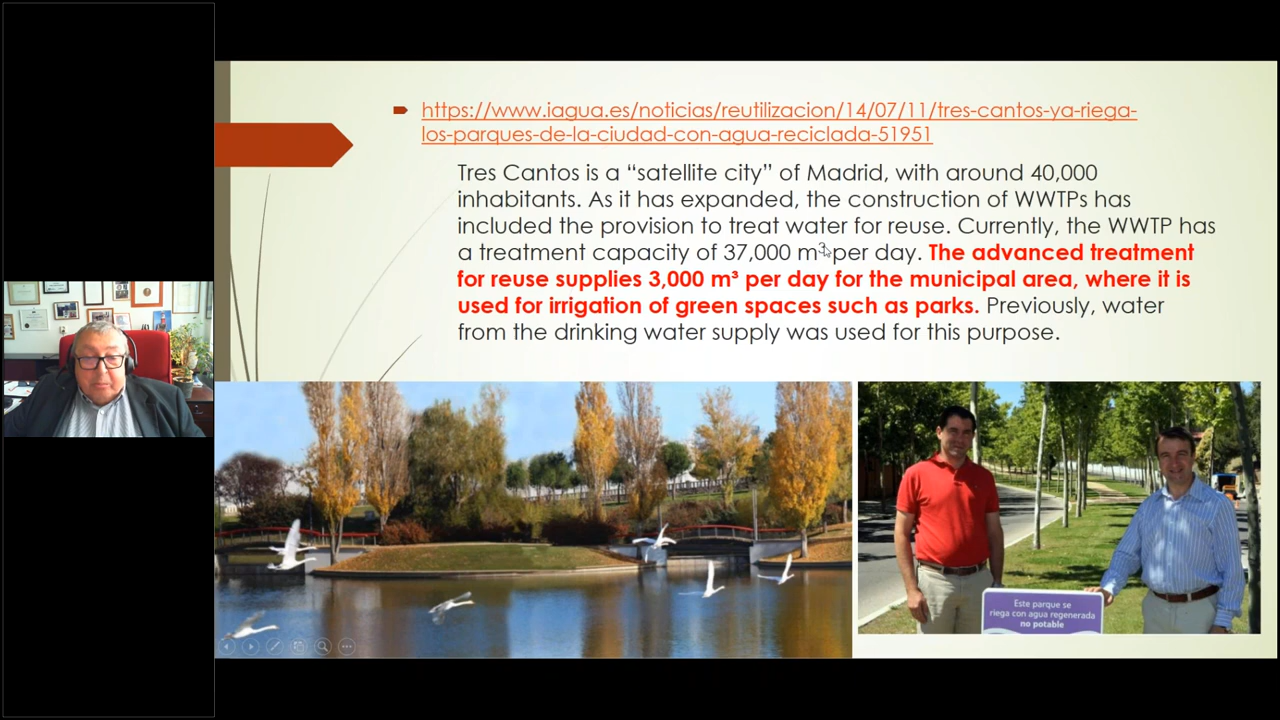 https://www.iagua.es/noticias/reutilizacion/14/07/11/tres-cantos-ya-riega-
los-parques-de-la-ciudad-con-agua-reciclada-51951
Tres Cantos is a “satellite city” of Madrid, with around 40,000
inhabitants. As it has expanded, the construction of WWTPs has
included the provision to treat water for reuse. Currently, the WWTP has
a treatment capacity of 37,000 m³ per day. The advanced treatment
for reuse supplies 3,000 m³ per day for the municipal area, where it is
used for irrigation of green spaces such as parks. Previously, water
from the drinking water supply was used for this purpose.
Este parque se
riega con agua regenerada
no potable